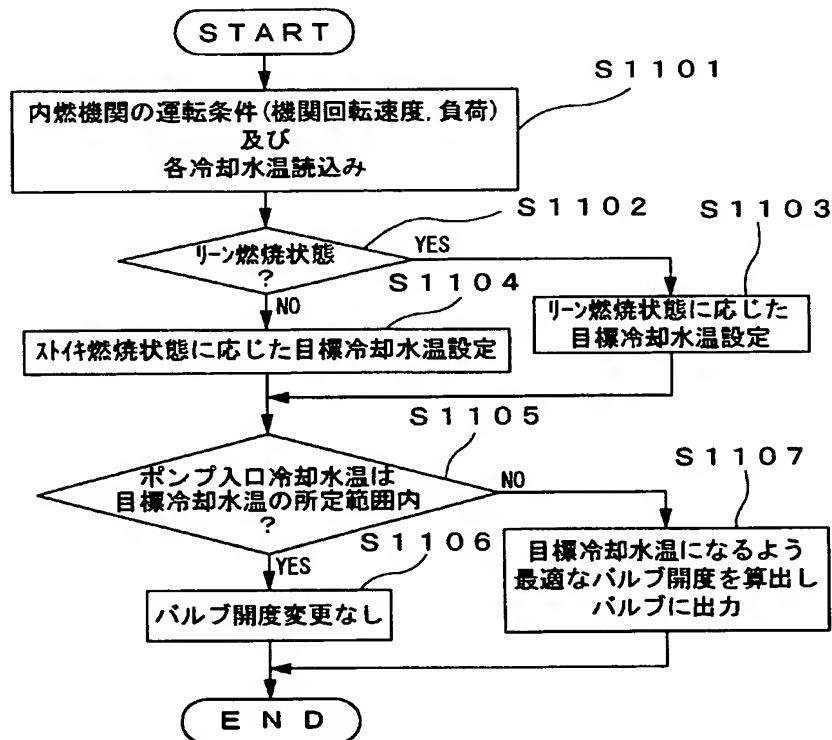 START
S1101
内燃機関の運転条件(機関回転速度,負荷)
及び
各冷却水温読込み
S1102
リーン燃焼状態
?
YES
NO
S1103
リーン燃焼状態に応じた
目標冷却水温設定
S1104
ストイキ燃焼状態に応じた目標冷却水温設定
S1105
ポンプ入口冷却水温は
目標冷却水温の所定範囲内
?
NO
YES
S1106
バルブ開度変更なし
S1107
目標冷却水温になるよう
最適なバルブ開度を算出し
バルブに出力
END